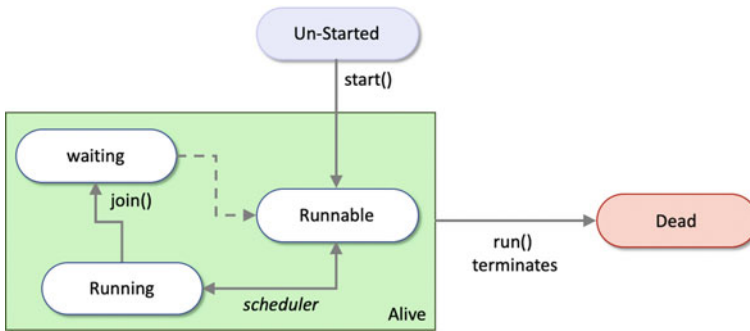 Un-Started
start()
waiting
join()
Runnable
Dead
run()
terminates
Running
scheduler
Alive